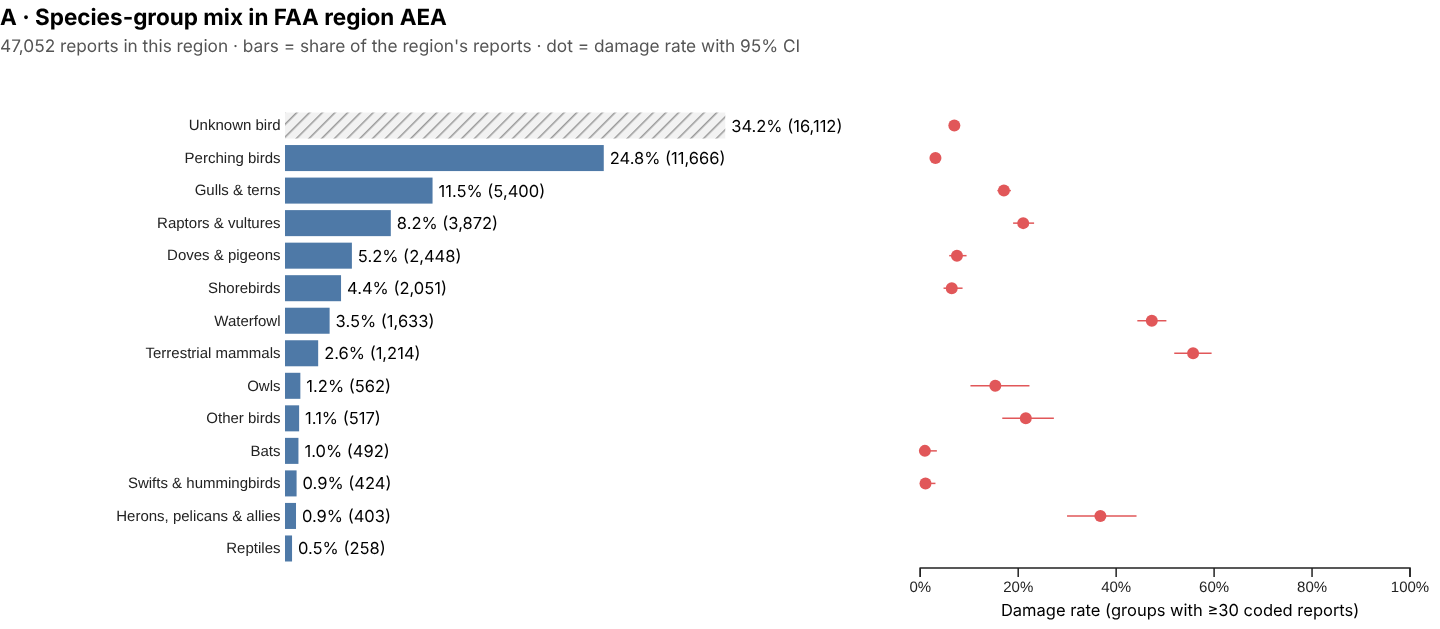 A · Species-group mix in FAA region AEA
47,052 reports in this region · bars = share of the region's reports · dot = damage rate with 95% CI
Unknown bird 34.2% (16,112)
Perching birds 24.8% (11,666)
Gulls & terns 11.5% (5,400)
Raptors & vultures 8.2% (3,872)
Doves & pigeons 5.2% (2,448)
Shorebirds 4.4% (2,051)
Waterfowl 3.5% (1,633)
Terrestrial mammals 2.6% (1,214)
Owls 1.2% (562)
Other birds 1.1% (517)
Bats 1.0% (492)
Swifts & hummingbirds 0.9% (424)
Herons, pelicans & allies 0.9% (403)
Reptiles 0.5% (258)
0% 20% 40% 60% 80% 100%
Damage rate (groups with ≥30 coded reports)